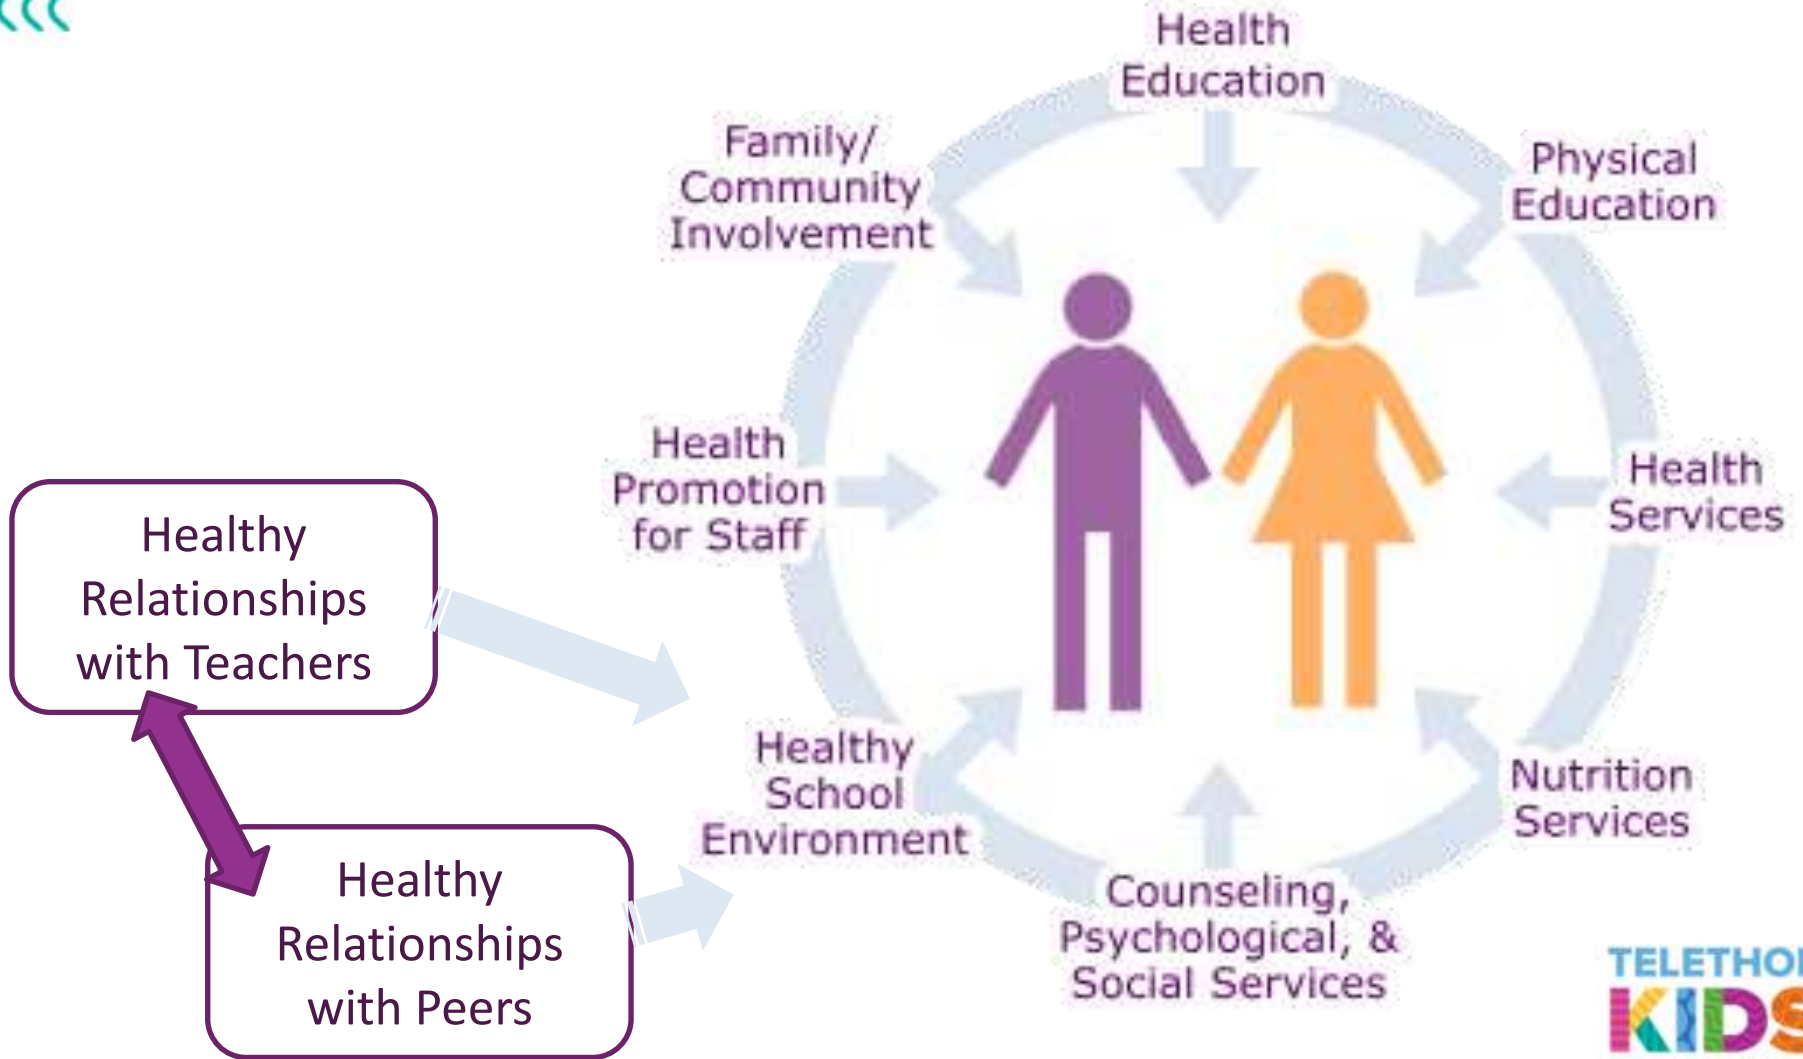 Health
Education
Family/
Community
Involvement
Physical
Education
Health
Promotion
for Staff
Health
Services
Healthy
Relationships
with Teachers
Healthy
School
Environment
Nutrition
Services
Healthy
Relationships
with Peers
Counseling,
Psychological, &
Social Services
TELETHON
KIDS